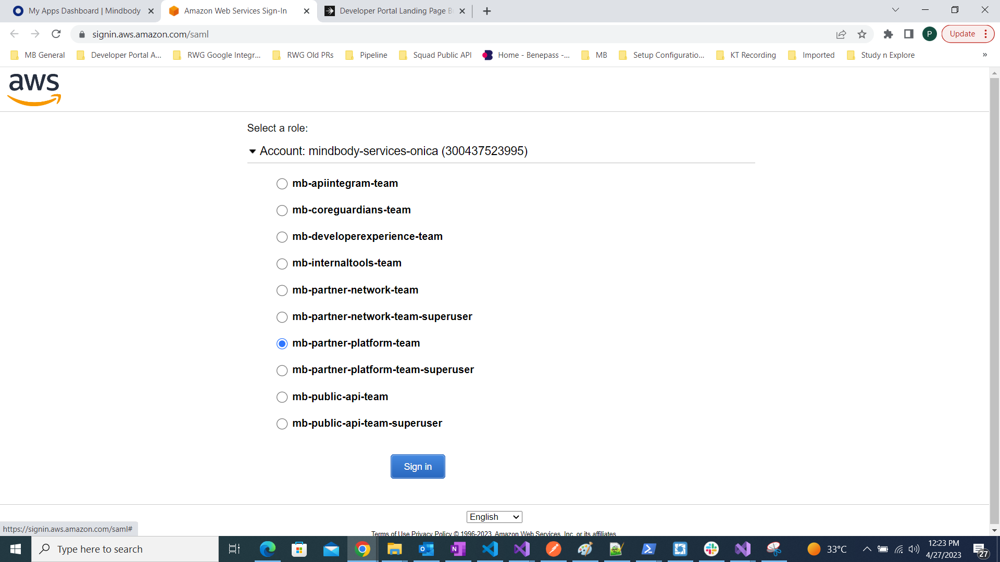 My Apps Dashboard | Mindbody
Amazon Web Services Sign-In
Developer Portal Landing Page B
signin.aws.amazon.com/saml
P
Update
MB General
Developer Portal A...
RWG Google Integr...
RWG Old PRs
Pipeline
Squad Public API
Home - Benepass -...
MB
Setup Configuratio...
KT Recording
Imported
Study n Explore
»
aws
Select a role:
Account: mindbody-services-onica (300437523995)
mb-apiintegram-team
mb-coreguardians-team
mb-developerexperience-team
mb-internaltools-team
mb-partner-network-team
mb-partner-network-team-superuser
mb-partner-platform-team
mb-partner-platform-team-superuser
mb-public-api-team
mb-public-api-team-superuser
Sign in
English
https://signin.aws.amazon.com/saml#
Terms of Use Privacy Policy © 1996-2023, Amazon Web Services, Inc. or its affiliates
Type here to search
33°C
12:23 PM
4/27/2023
27